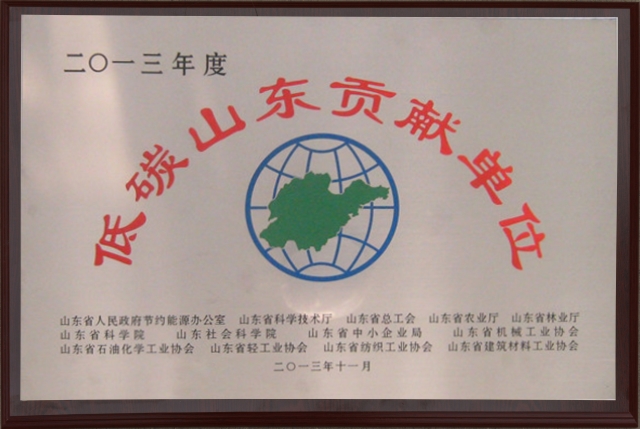 二〇一三年度
低碳山东贡献单位
山东省人民政府节约能源办公室 山东省科学技术厅 山东省总工会 山东省农业厅 山东省林业厅
山东省科学院 山东社会科学院 山东省中小企业局 山东省机械工业协会
山东省石油化学工业协会 山东省轻工业协会 山东省纺织工业协会 山东省建筑材料工业协会
二〇一三年十一月